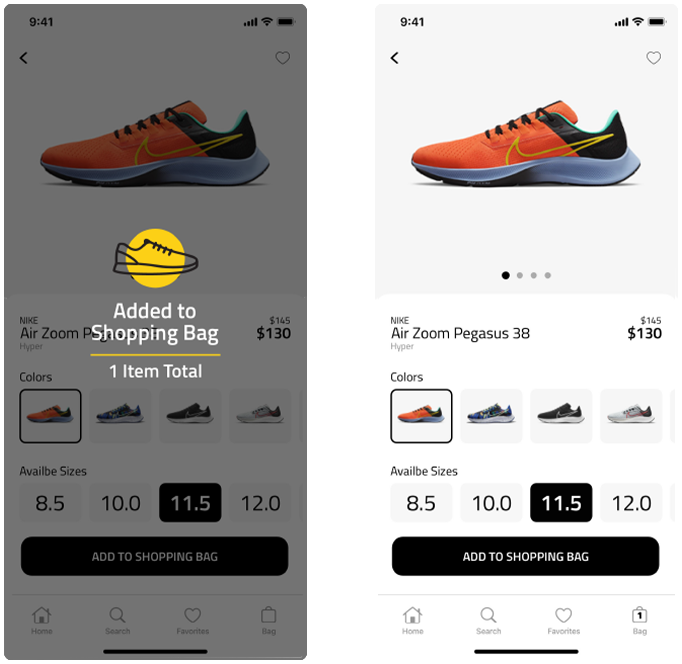 9:41
Added to
Shopping Bag
1 Item Total
NIKE
$145
Air Zoom Pegasus 38
$130
Hyper
Colors
Availbe Sizes
8.5 10.0 11.5 12.0
ADD TO SHOPPING BAG
Home Search Favorites Bag
9:41
NIKE
$145
Air Zoom Pegasus 38
$130
Hyper
Colors
Availbe Sizes
8.5 10.0 11.5 12.0
ADD TO SHOPPING BAG
1
Home Search Favorites Bag